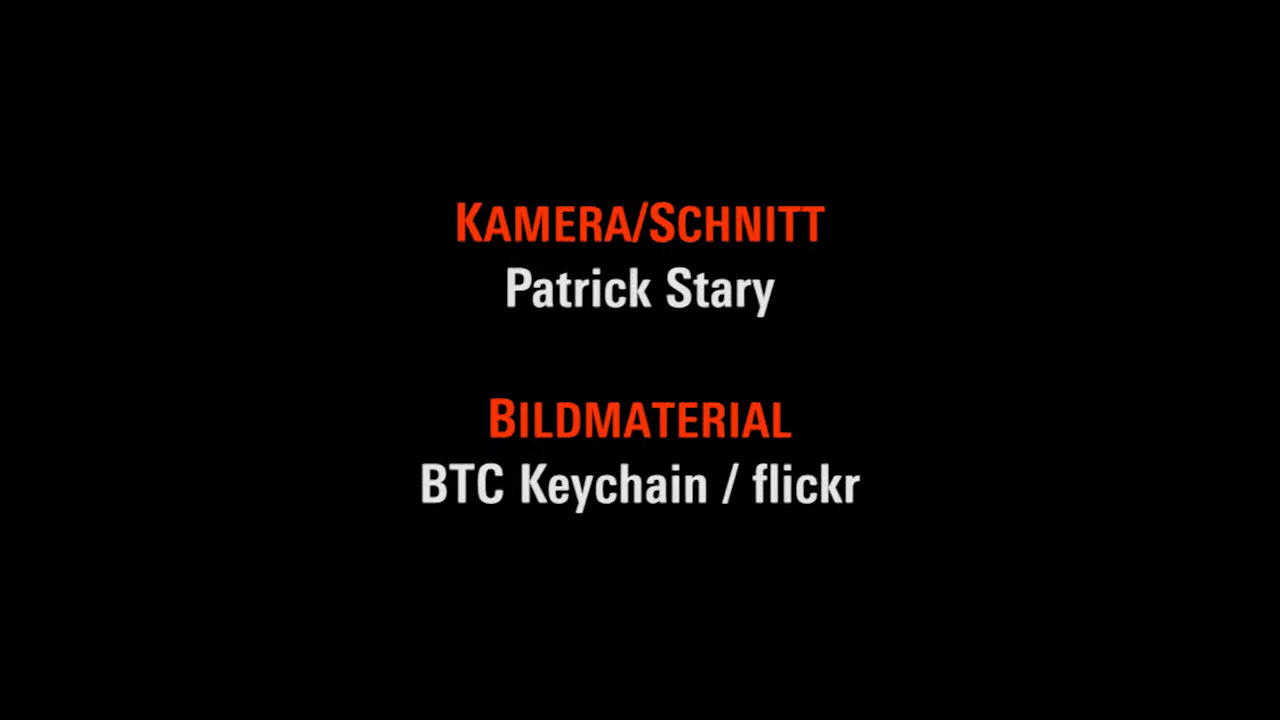 KAMERA/SCHNITT
Patrick Stary
BILDMATERIAL
BTC Keychain / flickr